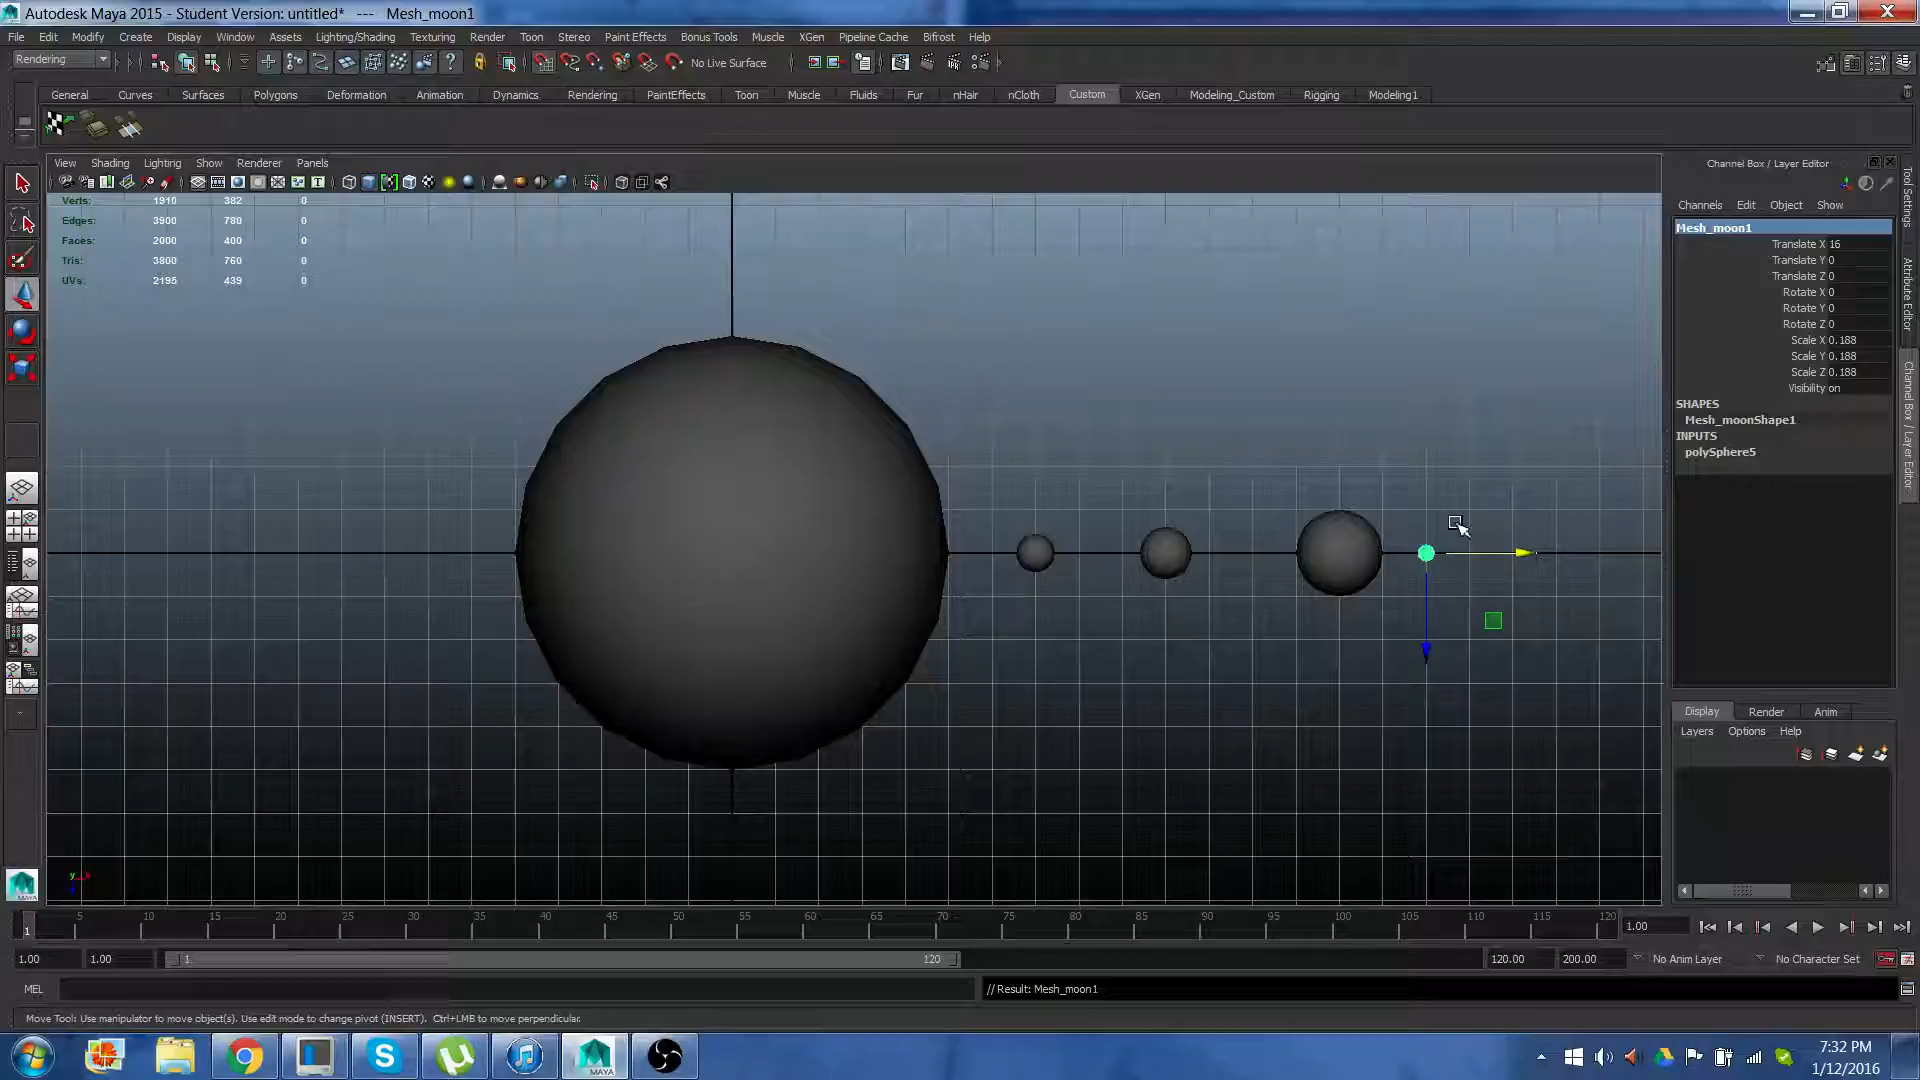 Autodesk Maya 2015 - Student Version: untitled*   ---   Mesh_moon1
File Edit Modify Create Display Window Assets Lighting/Shading Texturing Render Toon Stereo Paint Effects Bonus Tools Muscle XGen Pipeline Cache Bifrost Help
Rendering No Live Surface
General Curves Surfaces Polygons Deformation Animation Dynamics Rendering PaintEffects Toon Muscle Fluids Fur nHair nCloth Custom XGen Modeling_Custom Rigging Modeling1
View Shading Lighting Show Renderer Panels
Verts: 1910 382 0
Edges: 3900 780 0
Faces: 2000 400 0
Tris: 3800 760 0
UVs: 2195 439 0
Channel Box / Layer Editor
Channels Edit Object Show
Mesh_moon1
Translate X 16
Translate Y 0
Translate Z 0
Rotate X 0
Rotate Y 0
Rotate Z 0
Scale X 0.188
Scale Y 0.188
Scale Z 0.188
Visibility on
SHAPES
Mesh_moonShape1
INPUTS
polySphere5
Display Render Anim
Layers Options Help
Tool Settings
Attribute Editor
Channel Box / Layer Editor
y x
5 10 15 20 25 30 35 40 45 50 55 60 65 70 75 80 85 90 95 100 105 110 115 120
1
1.00
1.00 1.00 1 120 120.00 200.00 No Anim Layer No Character Set
MEL // Result: Mesh_moon1
Move Tool: Use manipulator to move object(s). Use edit mode to change pivot (INSERT). Ctrl+LMB to move perpendicular.
MAYA
7:32 PM
1/12/2016